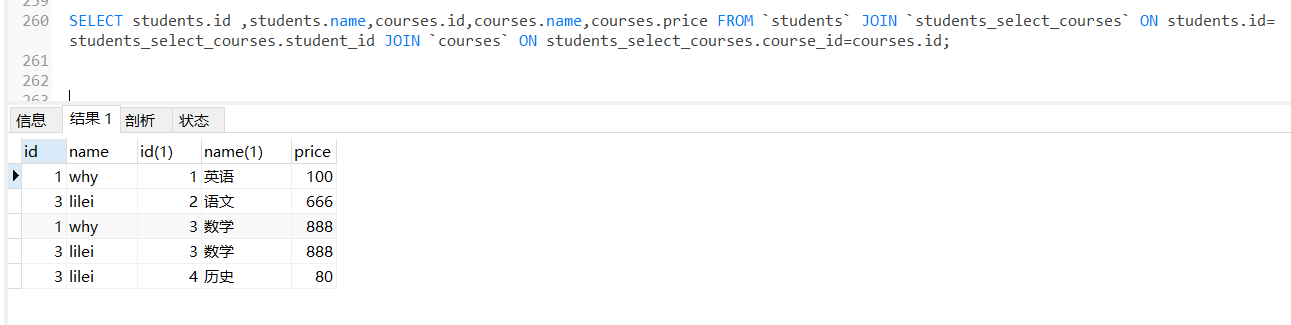 259
260 SELECT students.id ,students.name,courses.id,courses.name,courses.price FROM `students` JOIN `students_select_courses` ON students.id=
students_select_courses.student_id JOIN `courses` ON students_select_courses.course_id=courses.id;
261
262
263
信息 结果 1 剖析 状态
id name id(1) name(1) price
1 why 1 英语 100
3 lilei 2 语文 666
1 why 3 数学 888
3 lilei 3 数学 888
3 lilei 4 历史 80